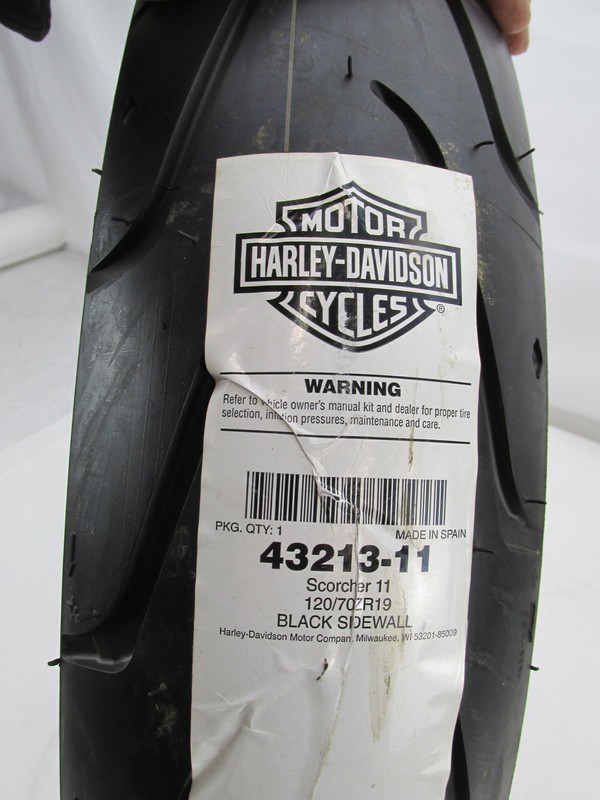 MOTOR
HARLEY-DAVIDSON
CYCLES
®
WARNING
Refer to vehicle owner's manual kit and dealer for proper tire
selection, inflation pressures, maintenance and care.
PKG. QTY: 1
MADE IN SPAIN
43213-11
Scorcher 11
120/70ZR19
BLACK SIDEWALL
Harley-Davidson Motor Compan, Milwaukee, WI 53201-85009